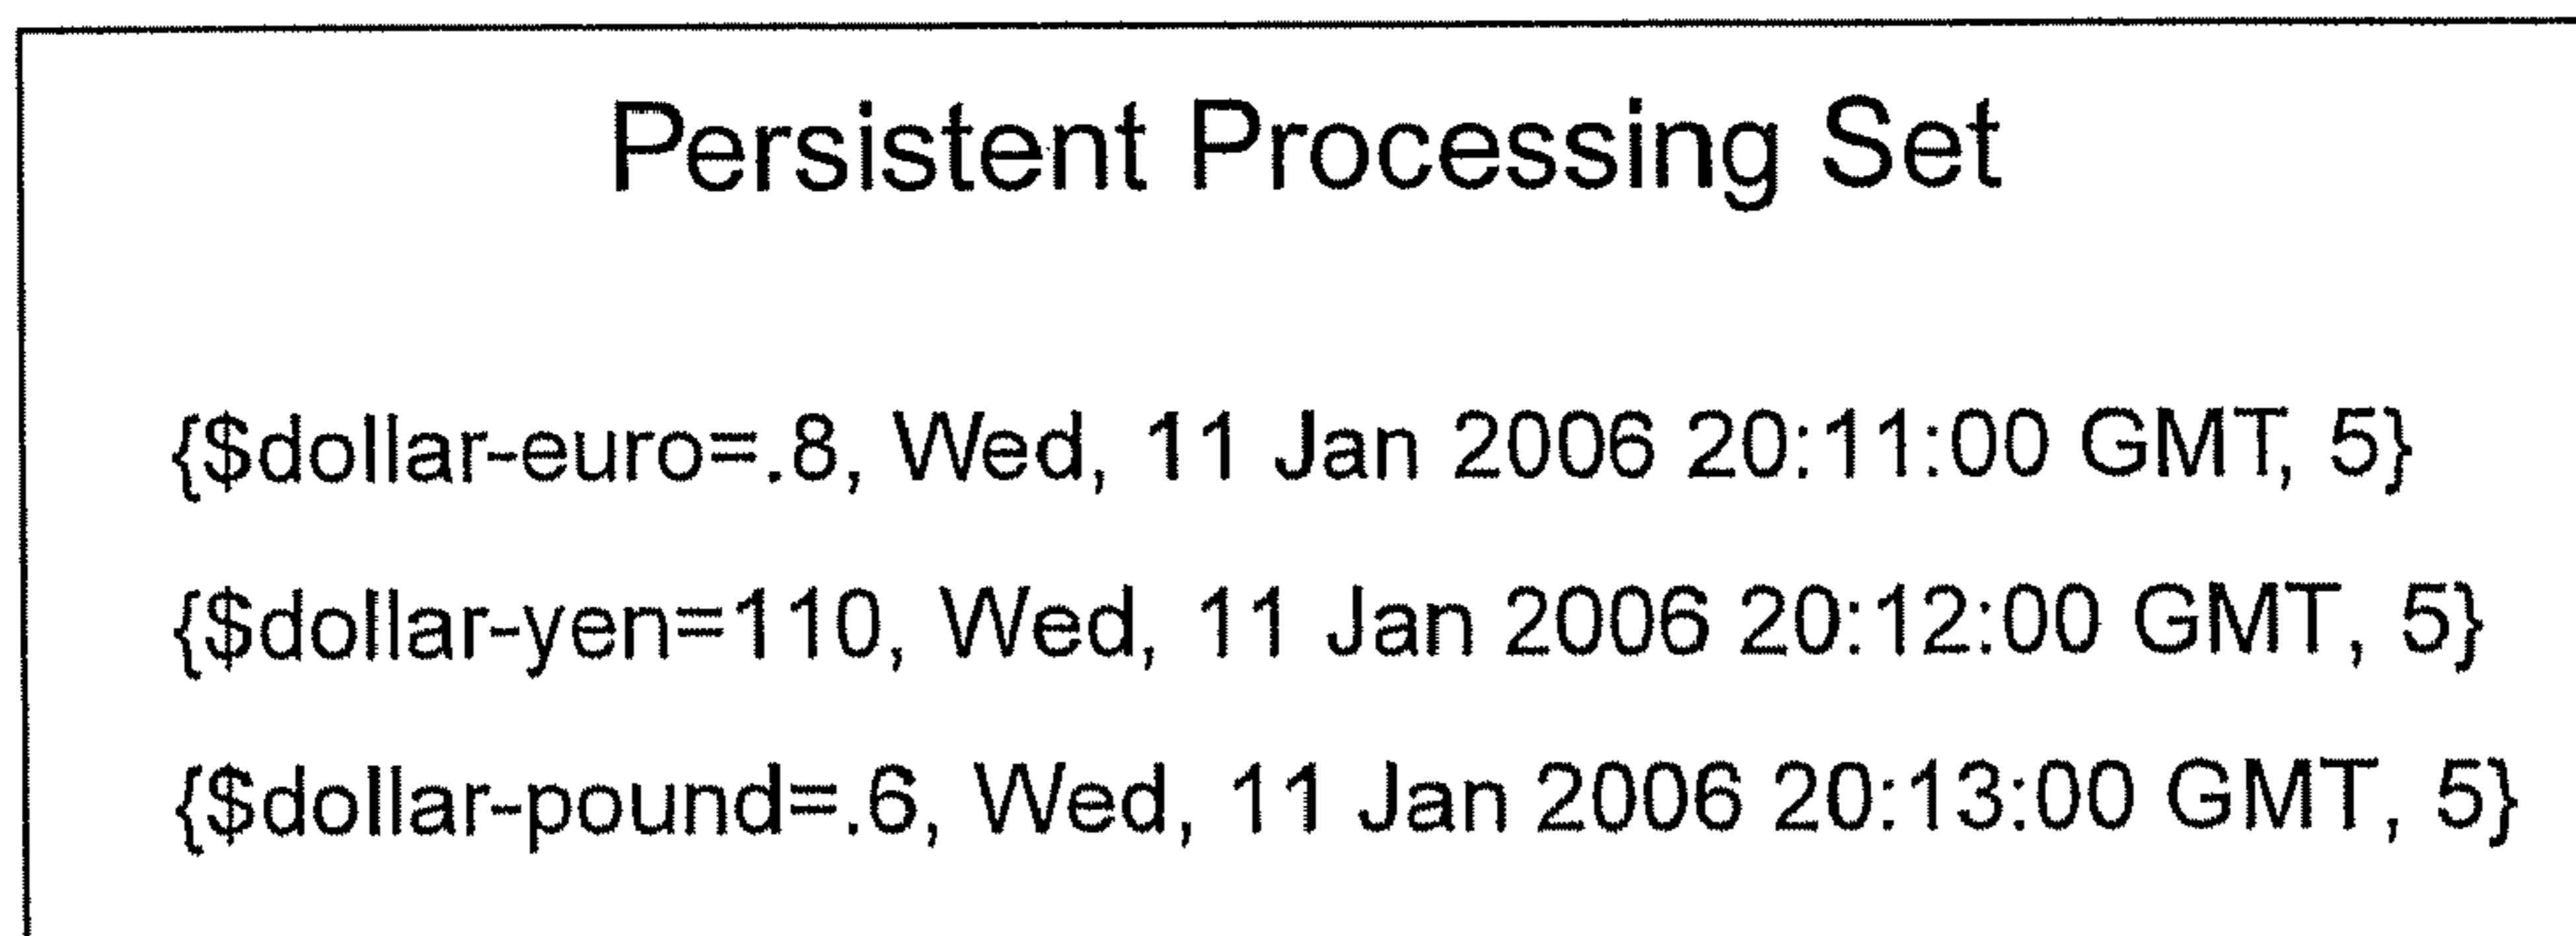 Persistent Processing Set
{$dollar-euro=.8, Wed, 11 Jan 2006 20:11:00 GMT, 5}
{$dollar-yen=110, Wed, 11 Jan 2006 20:12:00 GMT, 5}
{$dollar-pound=.6, Wed, 11 Jan 2006 20:13:00 GMT, 5}